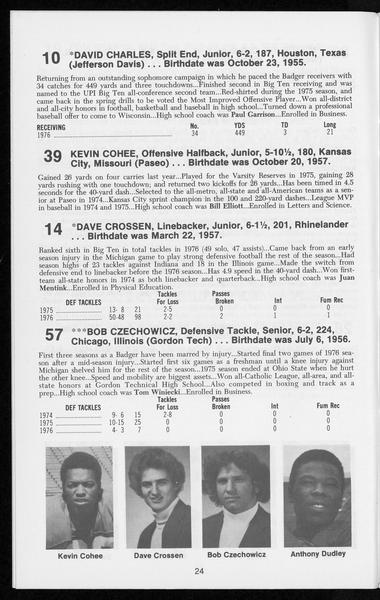 10 *DAVID CHARLES, Split End, Junior, 6-2, 187, Houston, Texas
(Jefferson Davis) . . . Birthdate was October 23, 1955.
Returning from an outstanding sophomore campaign in which he paced the Badger receivers with
34 catches for 449 yards and three touchdowns...Finished second in Big Ten receiving and was
named to the UPI Big Ten all-conference second team...Red-shirted during the 1975 season, and
came back in the spring drills to be voted the Most Improved Offensive Player...Won all-district
and all-city honors in football, basketball and baseball in high school...Turned down a professional
baseball offer to come to Wisconsin...High school coach was Paul Garrison...Enrolled in Business.
RECEIVING No. YDS TD Long
1976 34 449 3 21
39 KEVIN COHEE, Offensive Halfback, Junior, 5-10½, 180, Kansas
City, Missouri (Paseo) . . . Birthdate was October 20, 1957.
Gained 26 yards on four carries last year...Played for the Varsity Reserves in 1975, gaining 28
yards rushing with one touchdown; and returned two kickoffs for 26 yards...Has been timed in 4.5
seconds for the 40-yard dash...Selected to the all-metro, all-state and all-American teams as a sen-
ior at Paseo in 1974...Kansas City sprint champion in the 100 and 220-yard dashes...League MVP
in baseball in 1974 and 1975...High school coach was Bill Elliott...Enrolled in Letters and Science.
14 *DAVE CROSSEN, Linebacker, Junior, 6-1½, 201, Rhinelander
. . . Birthdate was March 22, 1957.
Ranked sixth in Big Ten in total tackles in 1976 (49 solo, 47 assists)...Came back from an early
season injury in the Michigan game to play strong defensive football the rest of the season...Had
season highs of 23 tackles against Indiana and 18 in the Illinois game...Made the switch from
defensive end to linebacker before the 1976 season...Has 4.9 speed in the 40-yard dash...Won first-
team all-state honors in 1974 as both linebacker and quarterback...High school coach was Juan
Mentink...Enrolled in Physical Education.
Tackles Passes
DEF TACKLES For Loss Broken Int Fum Rec
1975 13- 8 21 2-5 0 0 0
1976 50-48 98 2-2 2 1 1
57 ***BOB CZECHOWICZ, Defensive Tackle, Senior, 6-2, 224,
Chicago, Illinois (Gordon Tech) . . . Birthdate was July 6, 1956.
First three seasons as a Badger have been marred by injury...Started final two games of 1976 sea-
son after a mid-season injury...Started first six games as a freshman until a knee injury against
Michigan shelved him for the rest of the season...1975 season ended at Ohio State when he hurt
the other knee...Speed and mobility are biggest assets...Won all-Catholic League, all-area, and all-
state honors at Gordon Technical High School...Also competed in boxing and track as a
prep...High school coach was Tom Winiecki...Enrolled in Business.
Tackles Passes
DEF TACKLES For Loss Broken Int Fum Rec
1974 9- 6 15 2-8 0 0 0
1975 10-15 25 0 0 0 0
1976 4- 3 7 0 0 0 0
Kevin Cohee Dave Crossen Bob Czechowicz Anthony Dudley
24